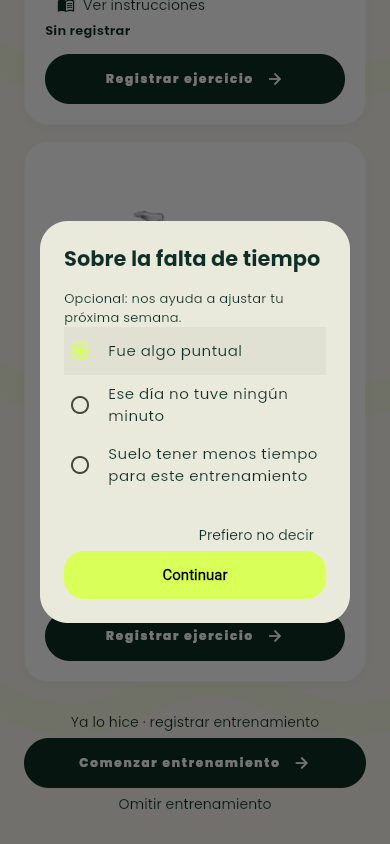 Ver instrucciones
Sin registrar
Registrar ejercicio
Sobre la falta de tiempo
Opcional: nos ayuda a ajustar tu
próxima semana.
Fue algo puntual
Ese día no tuve ningún
minuto
Suelo tener menos tiempo
para este entrenamiento
Prefiero no decir
Continuar
Registrar ejercicio
Ya lo hice · registrar entrenamiento
Comenzar entrenamiento
Omitir entrenamiento